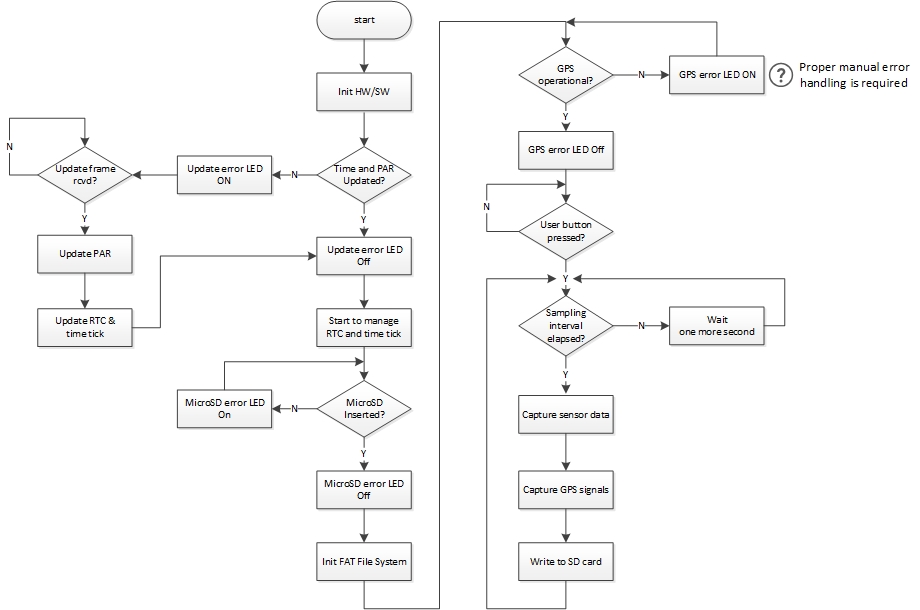 start
Init HW/SW
Time and PAR
Updated?
N
Update error LED
ON
Update frame
rcvd?
N
Y
Update PAR
Update RTC &
time tick
Y
Update error LED
Off
Start to manage
RTC and time tick
MicroSD
Inserted?
N
MicroSD error LED
On
Y
MicroSD error LED
Off
Init FAT File System
GPS
operational?
N
GPS error LED ON
?
Proper manual error
handling is required
Y
GPS error LED Off
User button
pressed?
N
Y
Sampling
interval
elapsed?
N
Wait
one more second
Y
Capture sensor data
Capture GPS signals
Write to SD card